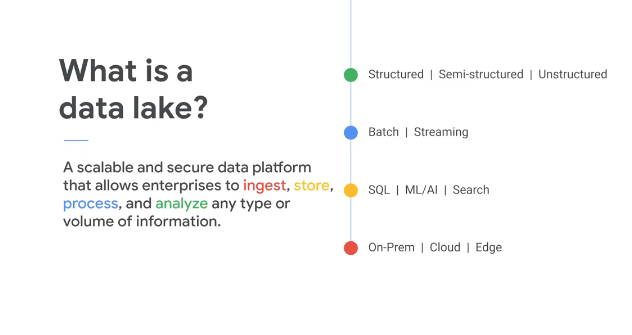 What is a
data lake?
A scalable and secure data platform
that allows enterprises to ingest, store,
process, and analyze any type or
volume of information.
Structured | Semi-structured | Unstructured
Batch | Streaming
SQL | ML/AI | Search
On-Prem | Cloud | Edge